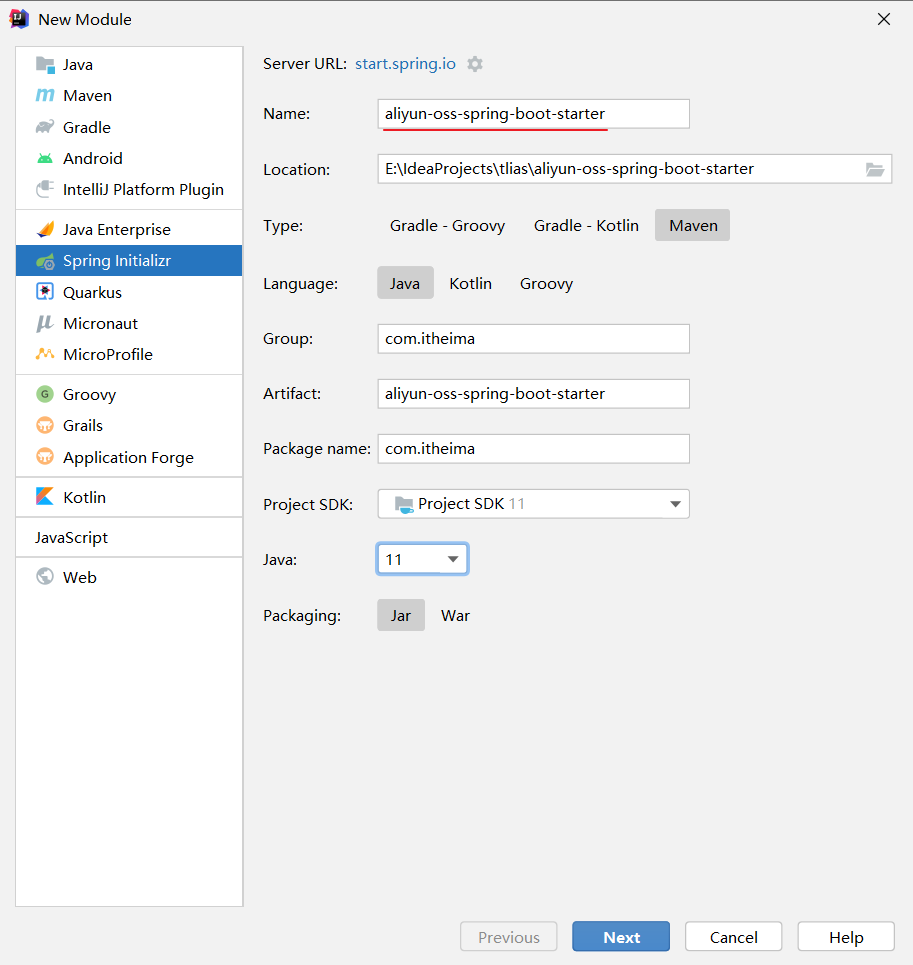 New Module
Java
Maven
Gradle
Android
IntelliJ Platform Plugin
Java Enterprise
Spring Initializr
Quarkus
Micronaut
MicroProfile
Groovy
Grails
Application Forge
Kotlin
JavaScript
Web
Server URL: start.spring.io
Name: aliyun-oss-spring-boot-starter
Location: E:\IdeaProjects\tlias\aliyun-oss-spring-boot-starter
Type: Gradle - Groovy Gradle - Kotlin Maven
Language: Java Kotlin Groovy
Group: com.itheima
Artifact: aliyun-oss-spring-boot-starter
Package name: com.itheima
Project SDK: Project SDK 11
Java: 11
Packaging: Jar War
Previous Next Cancel Help